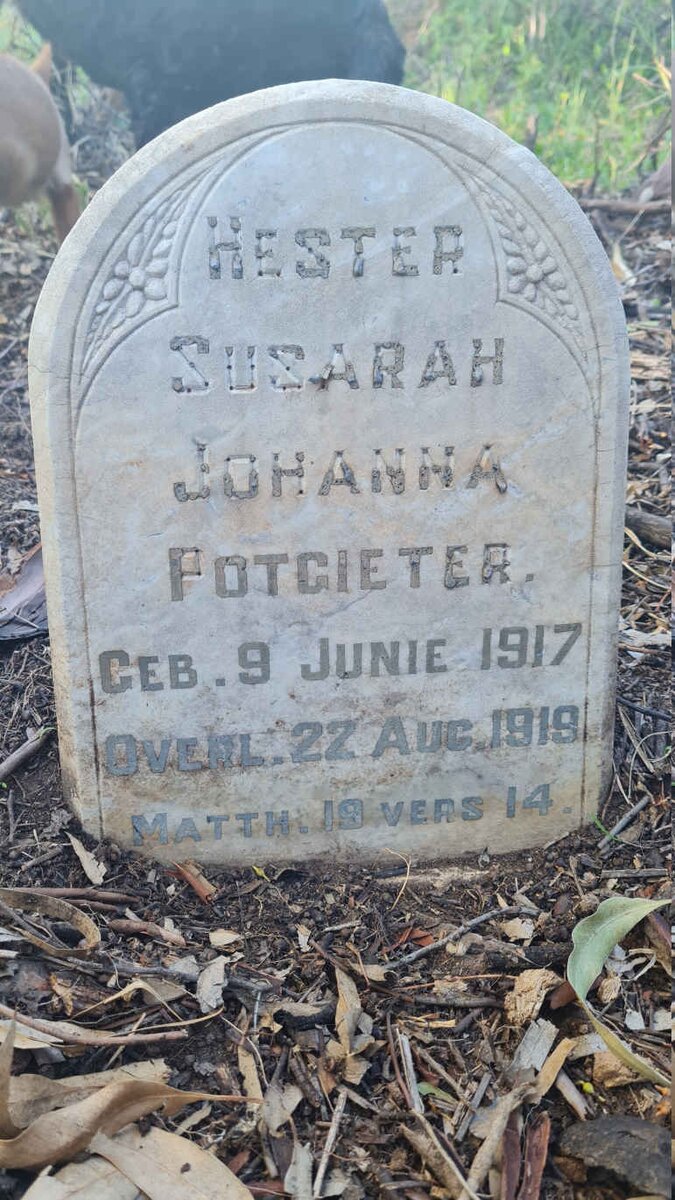 HESTER
SUSARAH
JOHANNA
POTGIETER.
GEB. 9 JUNIE 1917
OVERL. 22 AUG. 1919
MATTH. 19 VERS 14.